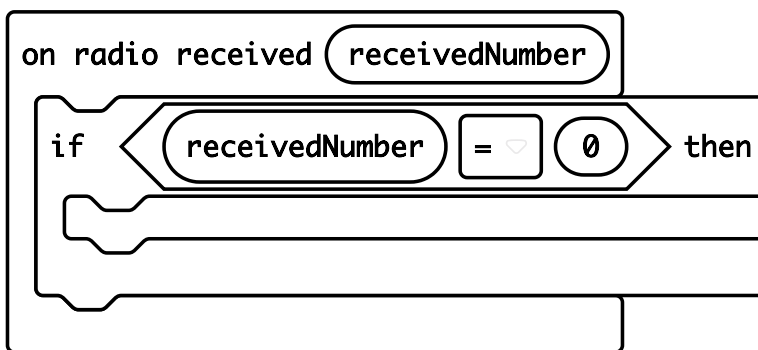 on radio received receivedNumber
if receivedNumber = 0 then